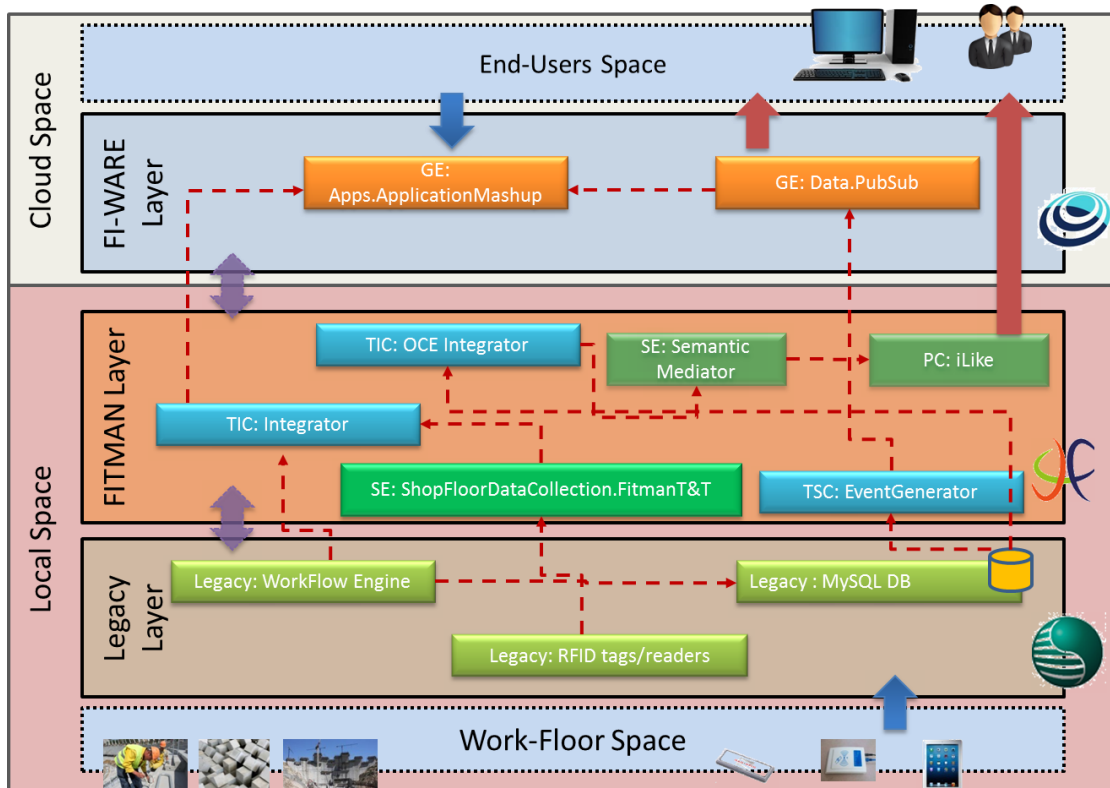 End-Users Space
Cloud Space
FI-WARE
Layer
GE:
Apps.ApplicationMashup
GE: Data.PubSub
Local Space
FITMAN Layer
TIC: OCE Integrator
SE: Semantic
Mediator
PC: iLike
TIC: Integrator
SE: ShopFloorDataCollection.FitmanT&T
TSC: EventGenerator
Legacy
Layer
Legacy: WorkFlow Engine
Legacy : MySQL DB
Legacy: RFID tags/readers
Work-Floor Space